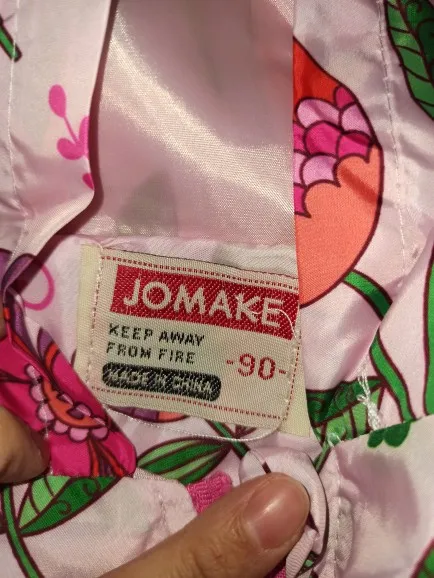 JOMAKE
KEEP AWAY
FROM FIRE
-90-
MADE IN CHINA